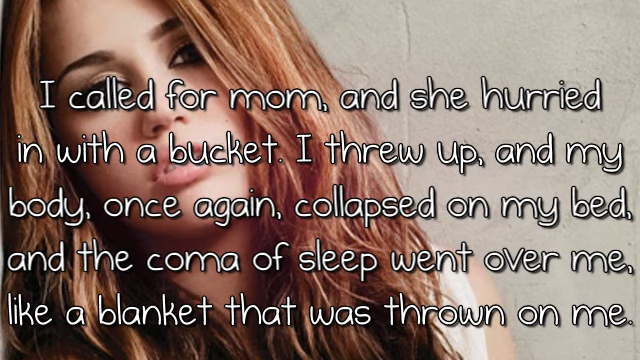 I called for mom, and she hurried
in with a bucket. I threw up, and my
body, once again, collapsed on my bed,
and the coma of sleep went over me,
like a blanket that was thrown on me.